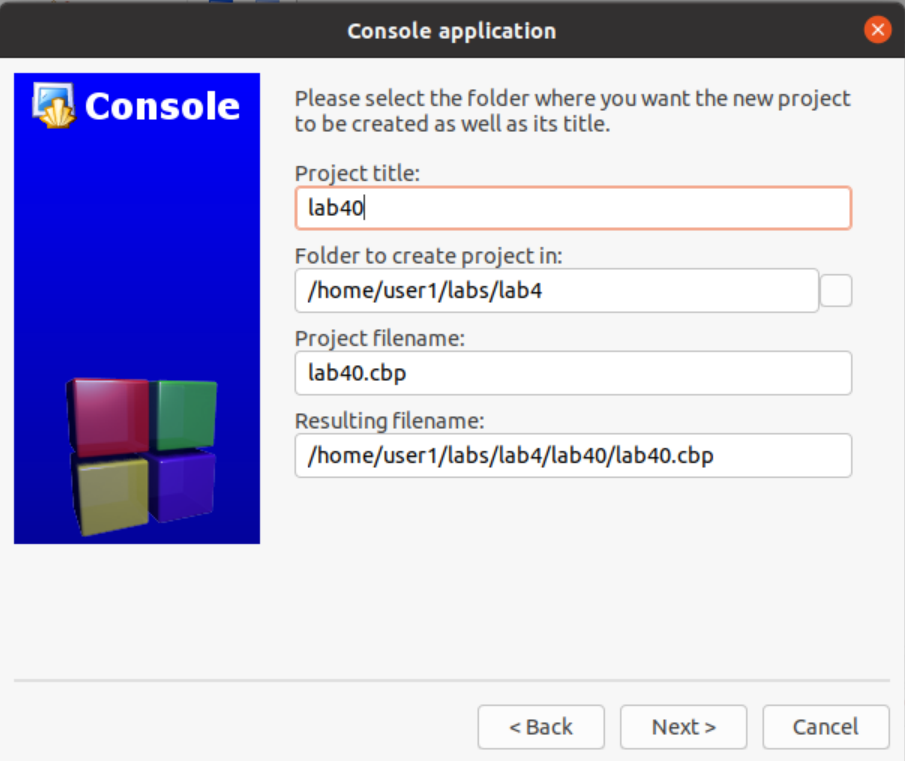 Console application
Console
Please select the folder where you want the new project
to be created as well as its title.
Project title:
lab40
Folder to create project in:
/home/user1/labs/lab4
Project filename:
lab40.cbp
Resulting filename:
/home/user1/labs/lab4/lab40/lab40.cbp
< Back
Next >
Cancel